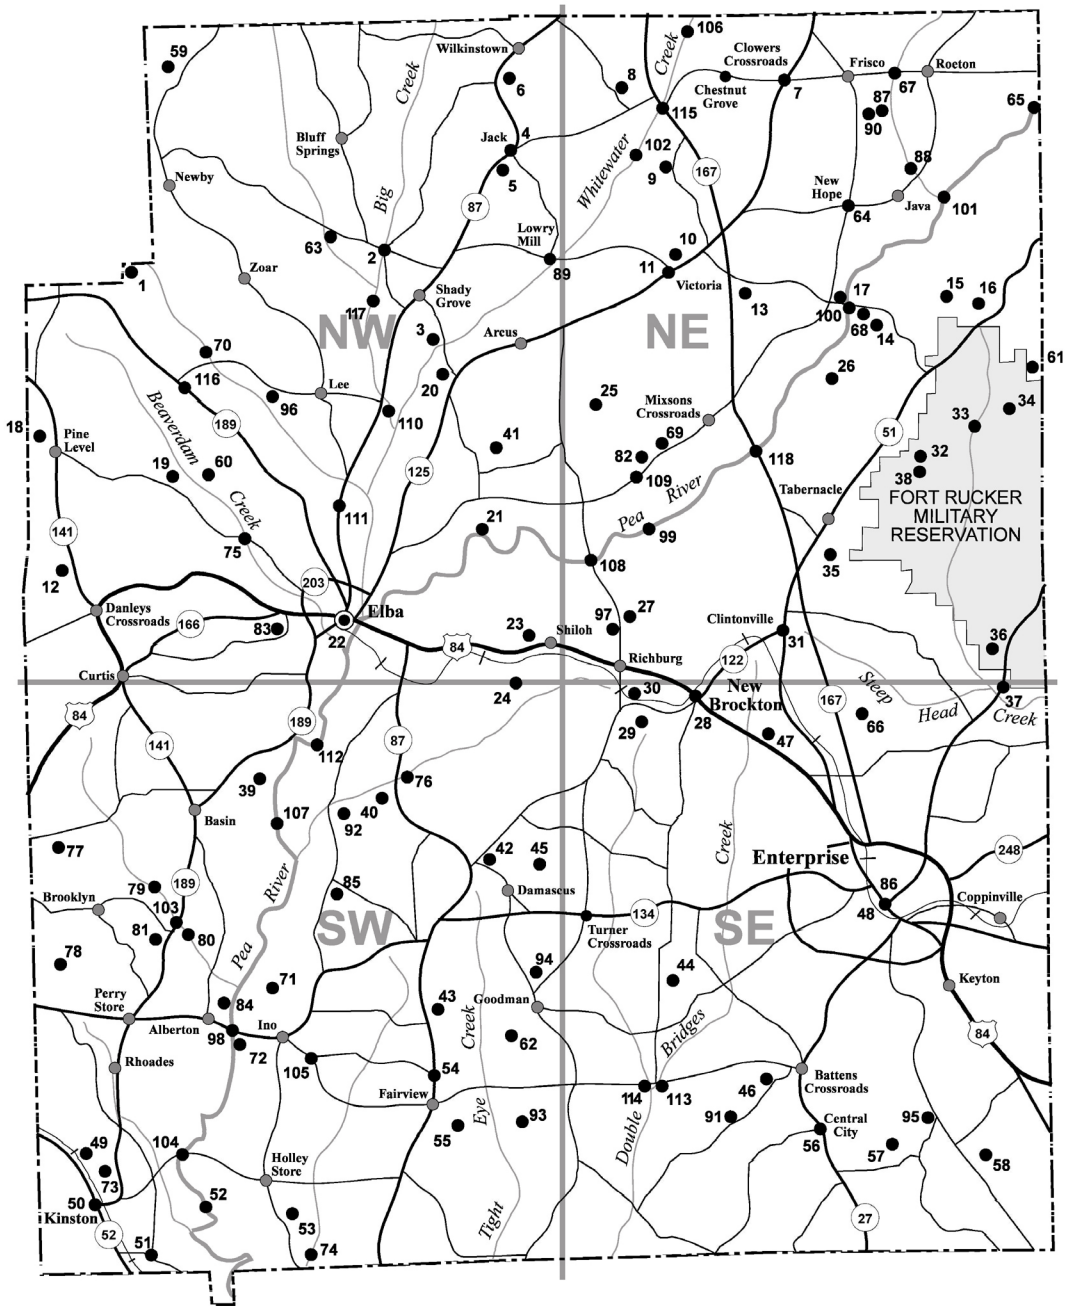 106
59
Wilkinstown
Creek
Clowers
Crossroads
Frisco
Roeton
Creek
6
8
Chestnut
Grove
7
67
87
65
90
115
Bluff
Springs
Jack
4
102
88
Whitewater
9
167
Newby
5
New
Hope
Java
Big
87
64
101
Lowry
Mill
63
2
10
89
11
Victoria
Zoar
1
Shady
Grove
17
15
16
117
13
100
68
14
NW
3
Arcus
NE
70
26
61
116
20
Lee
25
Mixsons
Crossroads
34
Beaverdam
96
110
33
189
69
51
18
Pine
Level
41
82
32
118
19
60
125
109
38
River
Tabernacle
FORT RUCKER
MILITARY
RESERVATION
Creek
111
21
Pea
99
141
75
108
35
12
203
Danleys
Crossroads
Elba
27
97
166
23
Clintonville
83
22
Shiloh
84
31
36
Richburg
122
Curtis
24
30
New
Brockton
Steep
37
84
167
Head
Creek
189
29
28
66
141
87
47
112
39
76
40
107
Basin
92
Creek
77
42
45
Enterprise
248
River
79
85
86
Brooklyn
189
Damascus
Coppinville
103
48
134
81
80
SW
Turner
Crossroads
SE
Pea
78
94
44
71
Keyton
Perry
Store
84
43
Goodman
Alberton
Ino
Creek
Bridges
84
98
72
62
Rhoades
105
54
Battens
Crossroads
46
Fairview
114
113
Eye
93
91
95
Central
City
55
Double
49
104
56
57
Holley
Store
58
73
52
50
53
Tight
Kinston
27
52
51
74